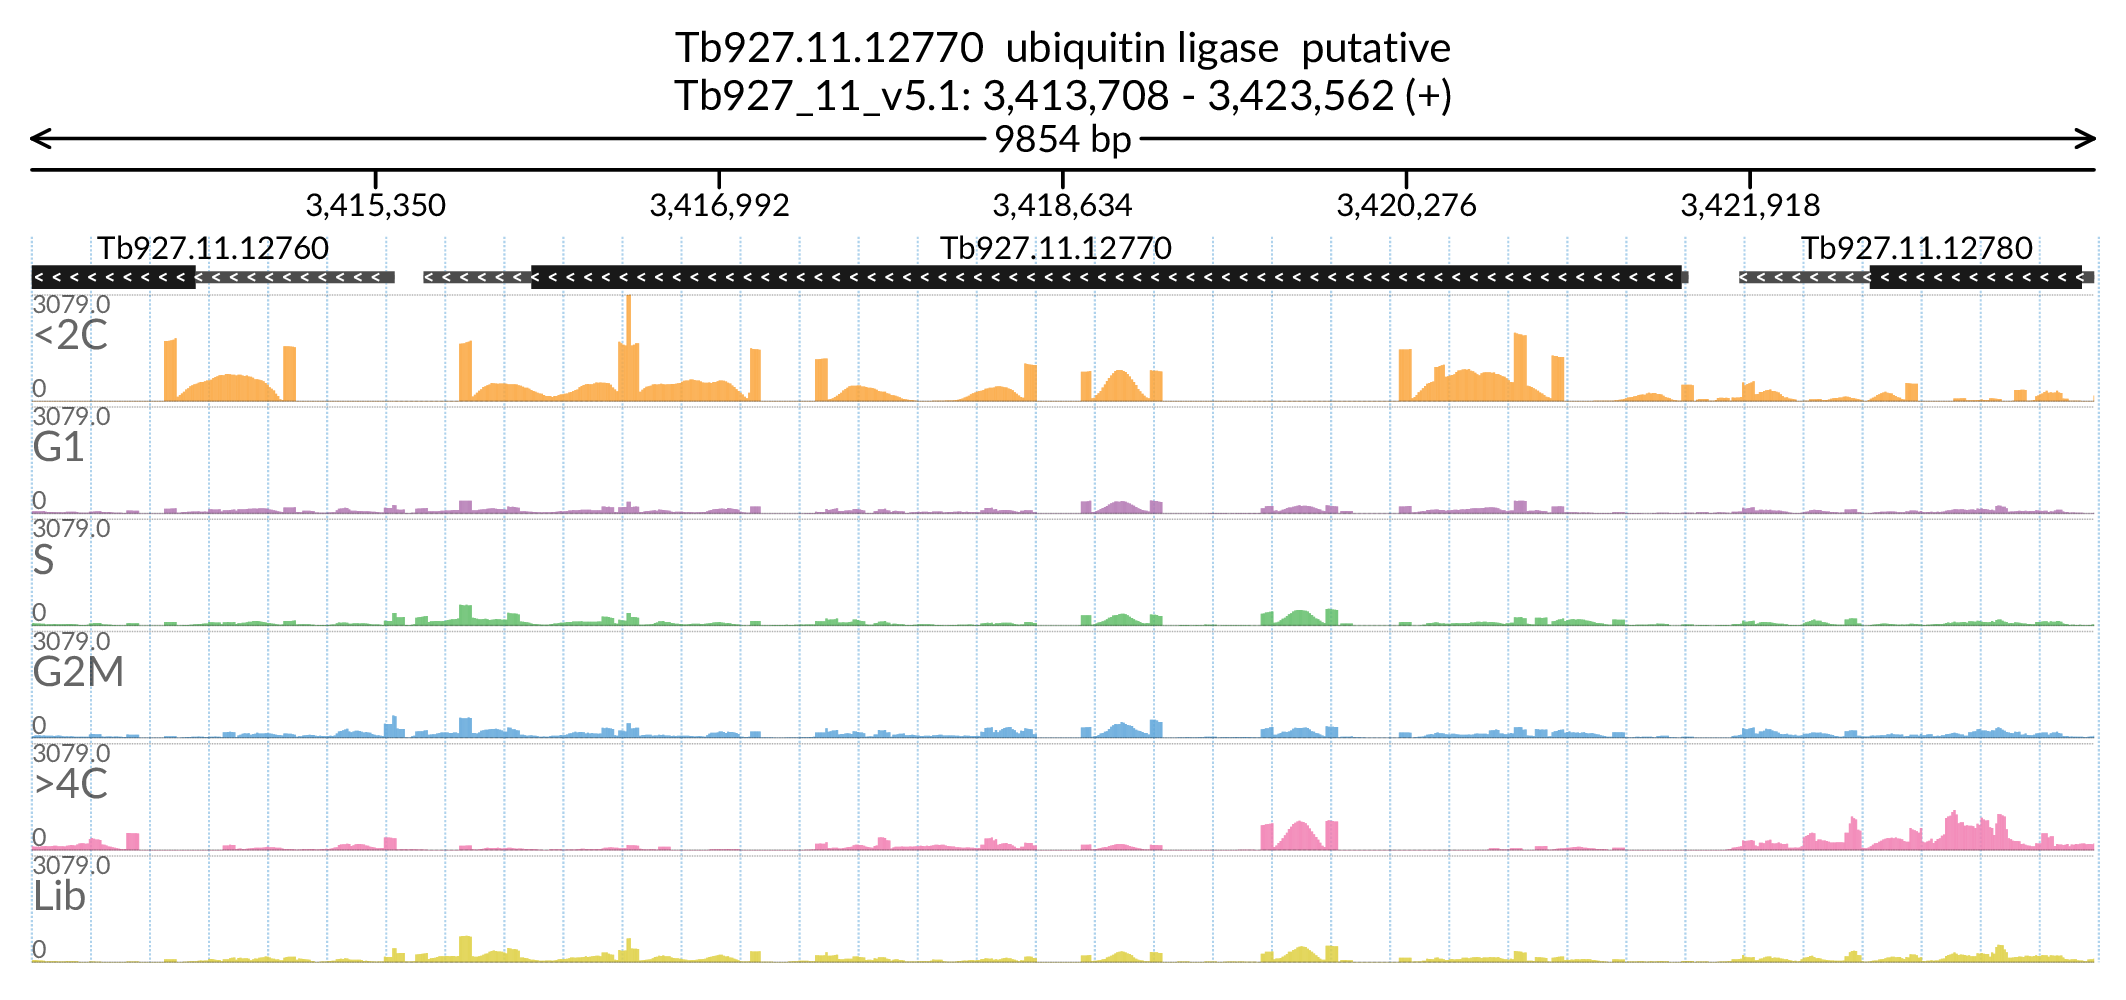 Tb927.11.12770 ubiquitin ligase putative
Tb927_11_v5.1: 3,413,708 - 3,423,562 (+)
9854 bp
3,415,350 3,416,992 3,418,634 3,420,276 3,421,918
Tb927.11.12760 Tb927.11.12770 Tb927.11.12780
3079.0
<2C
0
3079.0
G1
0
3079.0
S
0
3079.0
G2M
0
3079.0
>4C
0
3079.0
Lib
0